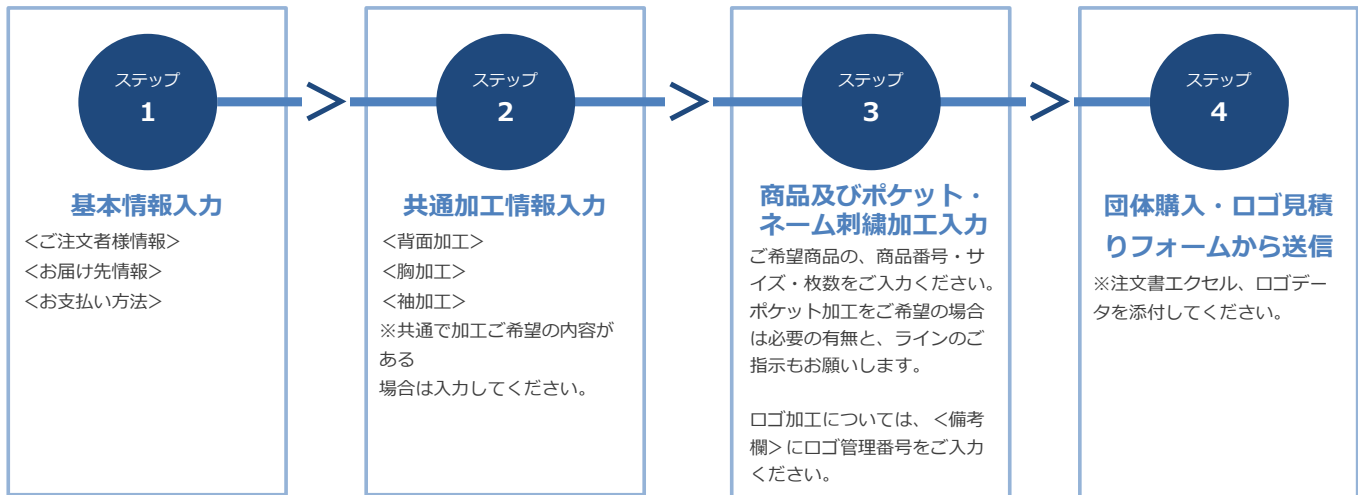 ステップ
1
基本情報入力
<ご注文者様情報>
<お届け先情報>
<お支払い方法>
ステップ
2
共通加工情報入力
<背面加工>
<胸加工>
<袖加工>
※共通で加工ご希望の内容が
ある
場合は入力してください。
ステップ
3
商品及びポケット・
ネーム刺繍加工入力
ご希望商品の、商品番号・サ
イズ・枚数をご入力ください。
ポケット加工をご希望の場合
は必要の有無と、ラインのご
指示もお願いします。
ロゴ加工については、<備考
欄>にロゴ管理番号をご入力
ください。
ステップ
4
団体購入・ロゴ見積
りフォームから送信
※注文書エクセル、ロゴデー
タを添付してください。